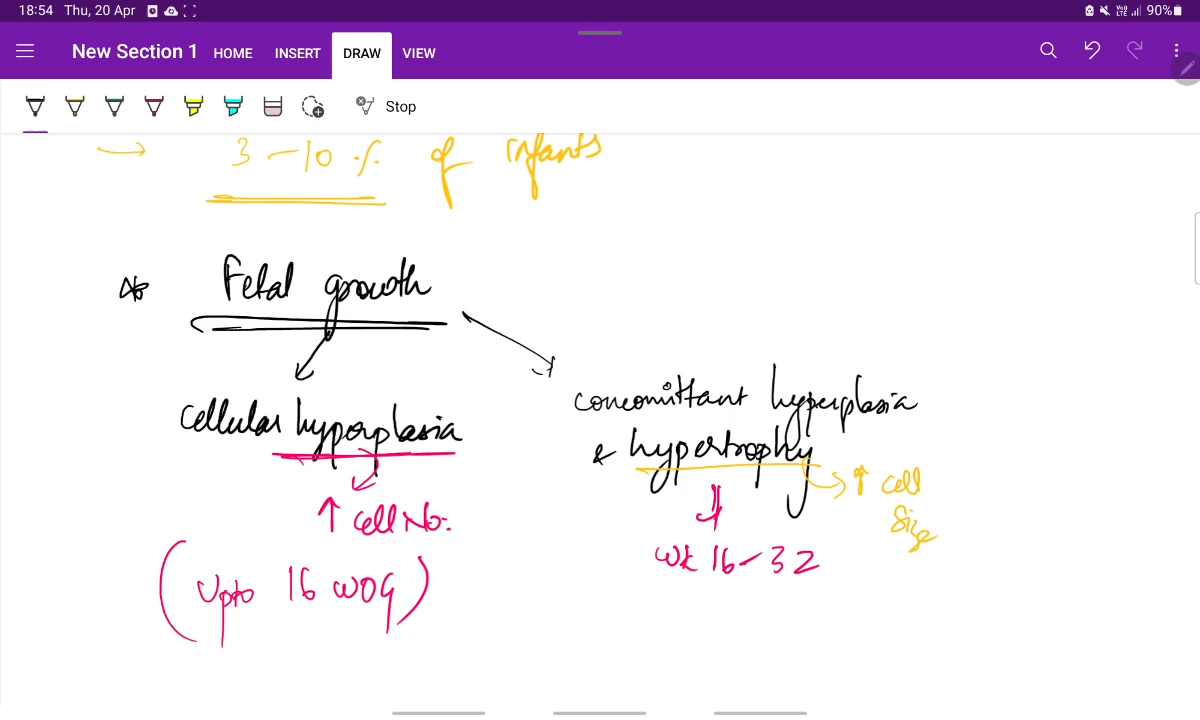 18:54 Thu, 20 Apr 90%
New Section 1 HOME INSERT DRAW VIEW
Stop
→ 3-10 % of infants
* Fetal growth
cellular hyperplasia
↑ cell No.
(Upto 16 WOG)
concomittant hyperplasia
& hypertrophy
→ ↑ cell
size
wk 16-32